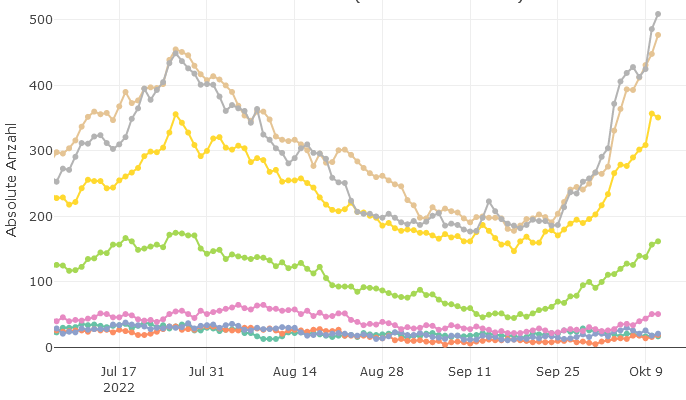 500
400
300
200
100
0
Absolute Anzahl
Jul 17
2022
Jul 31
Aug 14
Aug 28
Sep 11
Sep 25
Okt 9